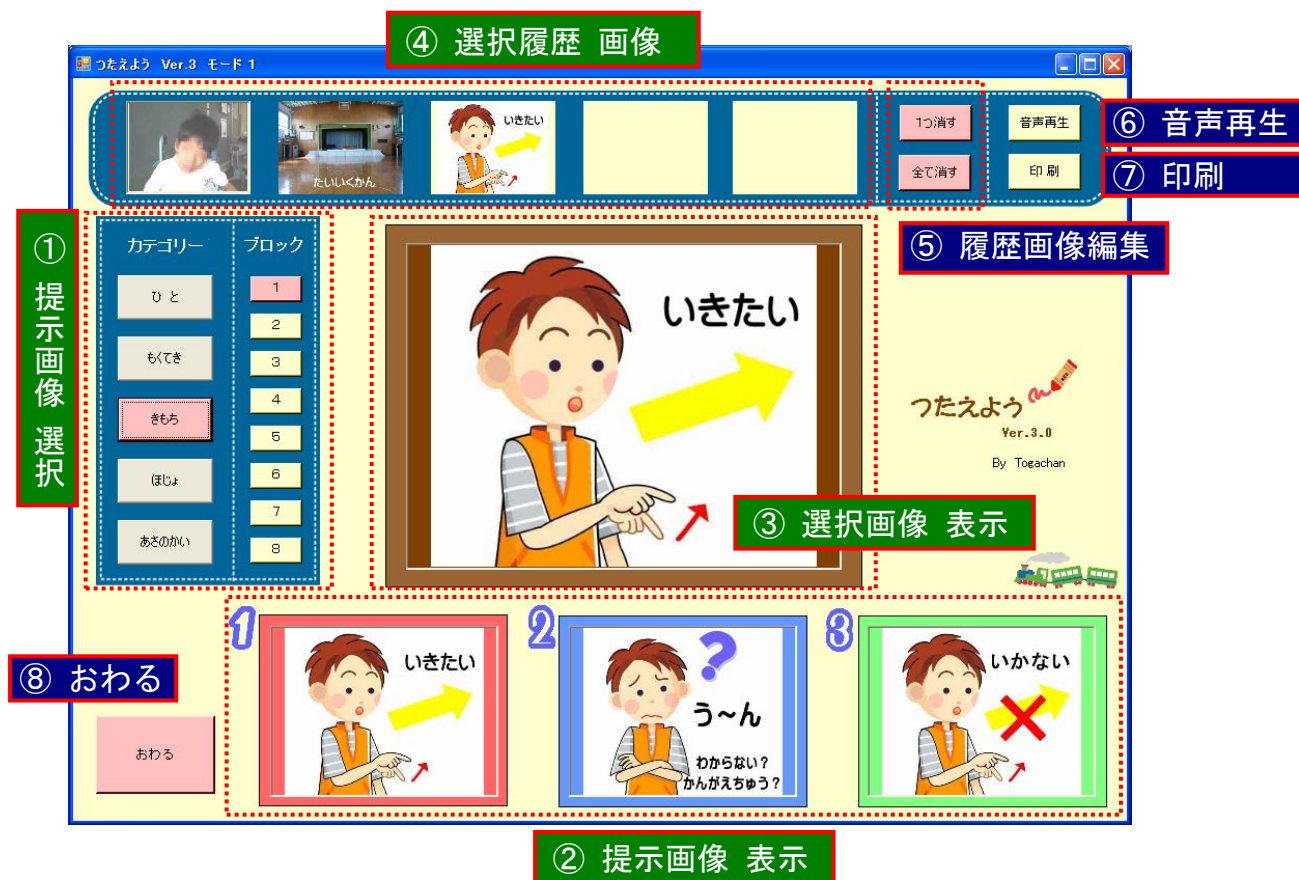 ④ 選択履歴 画像
つたえよう Ver.3 モード1
いきたい
たいいくかん
1つ消す
全て消す
音声再生
印刷
⑥ 音声再生
⑦ 印刷
⑤ 履歴画像編集
① 提示画像 選択
カテゴリー
ブロック
ひと
もくてき
きもち
ほじょ
あさのかい
1
2
3
4
5
6
7
8
いきたい
③ 選択画像 表示
つたえよう
Ver.3.0
By Togachan
⑧ おわる
おわる
1
いきたい
2
?
う～ん
わからない?
かんがえちゅう?
3
いかない
② 提示画像 表示